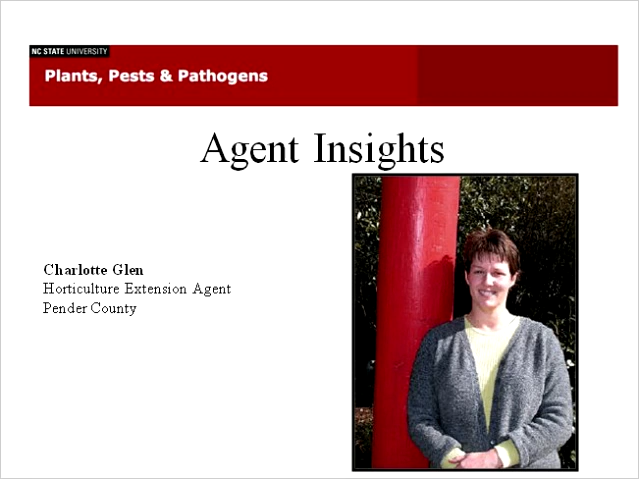 NC STATE UNIVERSITY
Plants, Pests & Pathogens
Agent Insights
Charlotte Glen
Horticulture Extension Agent
Pender County